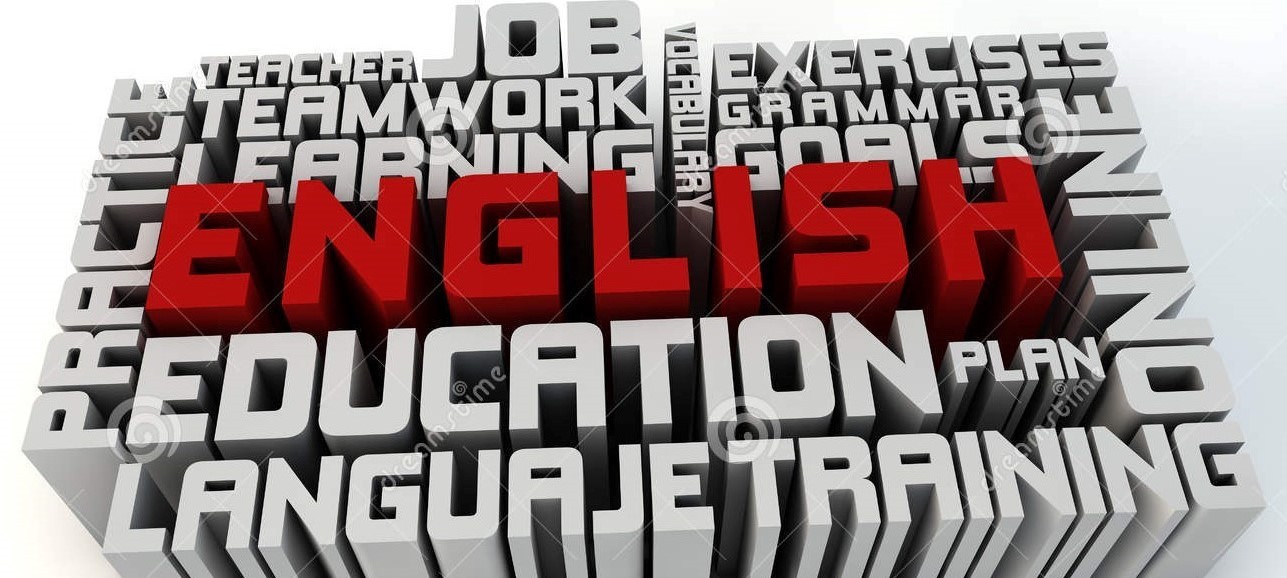 JOB
TEACHER
TEAMWORK
LEARNING
VOCABULARY
EXERCISES
GRAMMAR
GOALS
PRACTICE
ENGLISH
ONLINE
EDUCATION
PLAN
LANGUAJE TRAINING
dreamstime
dreamstime
dreamstime
dreamstime